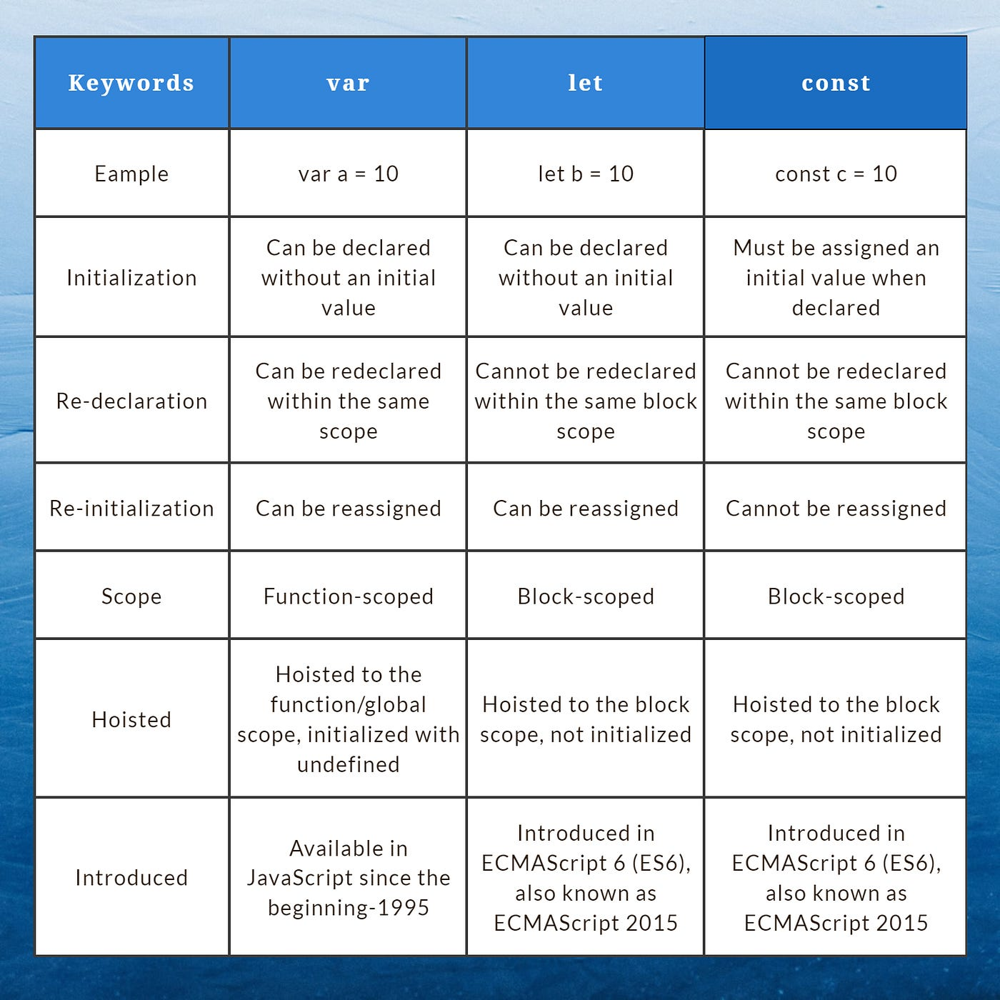 Keywords
var
let
const
Eample
var a = 10
let b = 10
const c = 10
Initialization
Can be declared
without an initial
value
Can be declared
without an initial
value
Must be assigned an
initial value when
declared
Re-declaration
Can be redeclared
within the same
scope
Cannot be redeclared
within the same block
scope
Cannot be redeclared
within the same block
scope
Re-initialization
Can be reassigned
Can be reassigned
Cannot be reassigned
Scope
Function-scoped
Block-scoped
Block-scoped
Hoisted
Hoisted to the
function/global
scope, initialized with
undefined
Hoisted to the block
scope, not initialized
Hoisted to the block
scope, not initialized
Introduced
Available in
JavaScript since the
beginning-1995
Introduced in
ECMAScript 6 (ES6),
also known as
ECMAScript 2015
Introduced in
ECMAScript 6 (ES6),
also known as
ECMAScript 2015